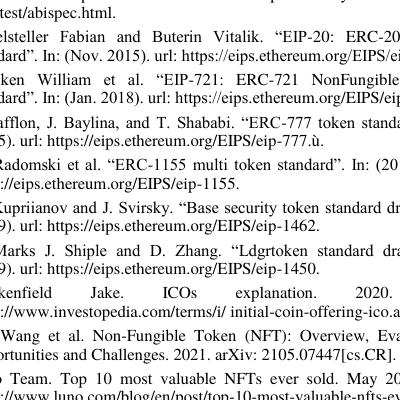 test/abispec.html.
elsteller Fabian and Buterin Vitalik. “EIP-20: ERC-20
dard”. In: (Nov. 2015). url: https://eips.ethereum.org/EIPS/ei
ken William et al. “EIP-721: ERC-721 NonFungible
dard”. In: (Jan. 2018). url: https://eips.ethereum.org/EIPS/eip
afflon, J. Baylina, and T. Shababi. “ERC-777 token standa
5). url: https://eips.ethereum.org/EIPS/eip-777.ù.
Radomski et al. “ERC-1155 multi token standard”. In: (20
://eips.ethereum.org/EIPS/eip-1155.
Kupriianov and J. Svirsky. “Base security token standard dr
9). url: https://eips.ethereum.org/EIPS/eip-1462.
Marks J. Shiple and D. Zhang. “Ldgrtoken standard dra
9). url: https://eips.ethereum.org/EIPS/eip-1450.
kenfield Jake. ICOs explanation. 2020.
://www.investopedia.com/terms/i/ initial-coin-offering-ico.a
Wang et al. Non-Fungible Token (NFT): Overview, Eva
ortunities and Challenges. 2021. arXiv: 2105.07447[cs.CR].
o Team. Top 10 most valuable NFTs ever sold. May 20
://www.luno.com/blog/en/post/top-10-most-valuable-nfts-ev